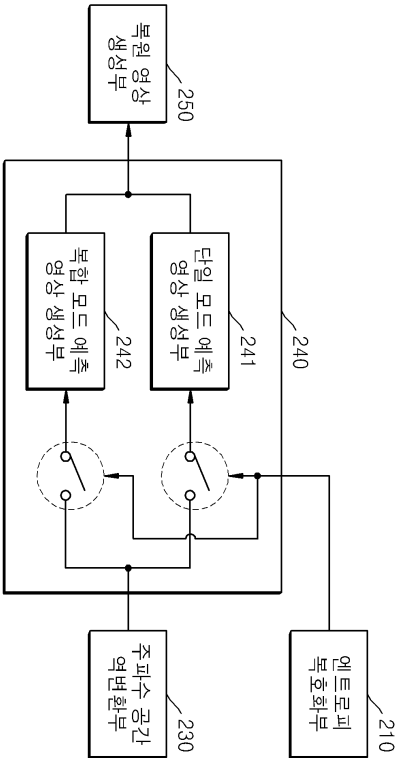 엔트로피
복호화부
210
주파수 공간
역변환부
230
240
단일 모드 예측
영상 생성부
241
복합 모드 예측
영상 생성부
242
복원 영상
생성부
250